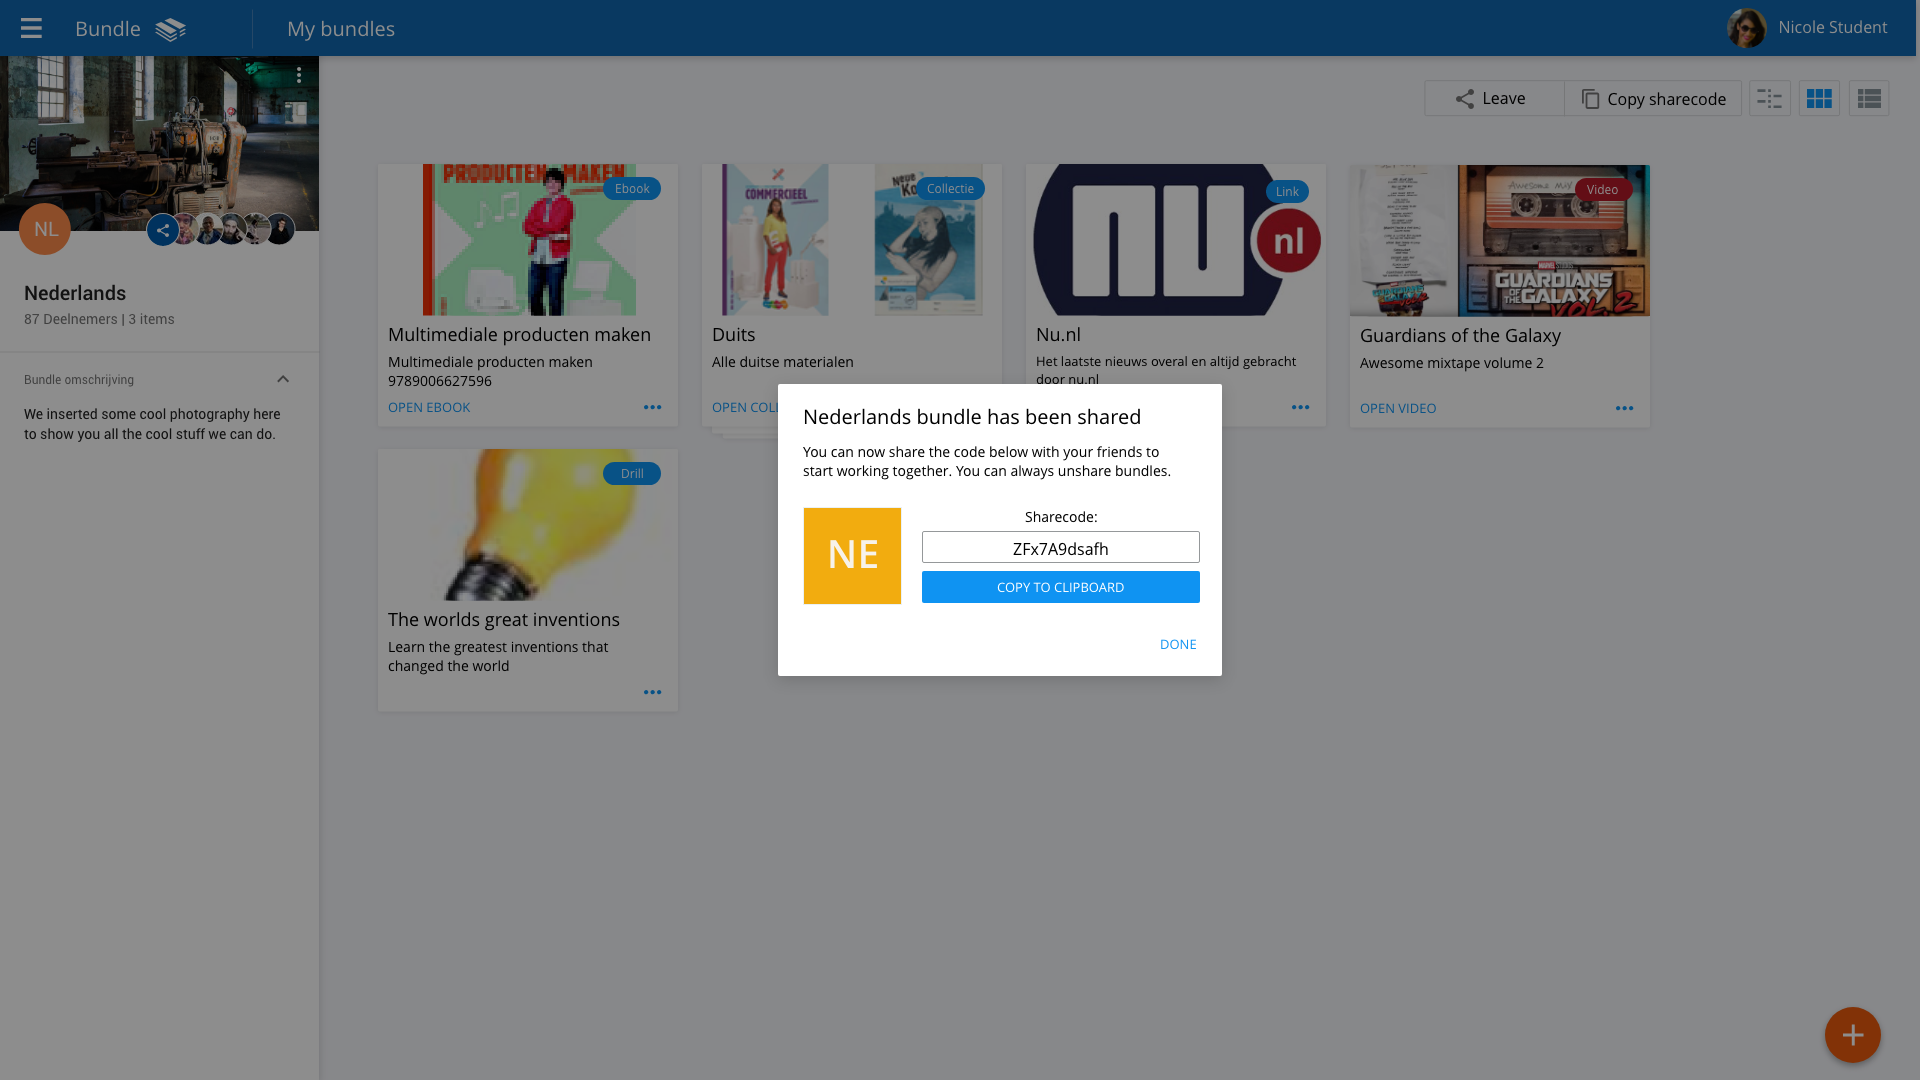 Bundle
My bundles
Nicole Student
Leave
Copy sharecode
NL
Nederlands
87 Deelnemers | 3 items
Bundle omschrijving
We inserted some cool photography here
to show you all the cool stuff we can do.
PRODUCTEN MAKEN
Ebook
Multimediale producten maken
Multimediale producten maken
9789006627596
OPEN EBOOK
COMMERCIEEL
Collectie
Duits
Alle duitse materialen
OPEN COLL
nu
nl
Link
Nu.nl
Het laatste nieuws overal en altijd gebracht
door nu.nl
Awesome
Video
MARVEL STUDIOS
GUARDIANS
OF THE GALAXY
VOL. 2
Guardians of the Galaxy
Awesome mixtape volume 2
OPEN VIDEO
Drill
The worlds great inventions
Learn the greatest inventions that
changed the world
Nederlands bundle has been shared
You can now share the code below with your friends to
start working together. You can always unshare bundles.
NE
Sharecode:
ZFx7A9dsafh
COPY TO CLIPBOARD
DONE